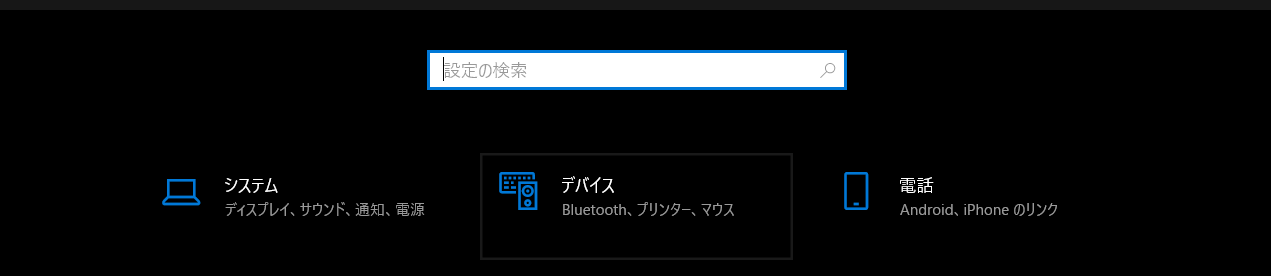 設定の検索
システム
ディスプレイ、サウンド、通知、電源
デバイス
Bluetooth、プリンター、マウス
電話
Android、iPhone のリンク